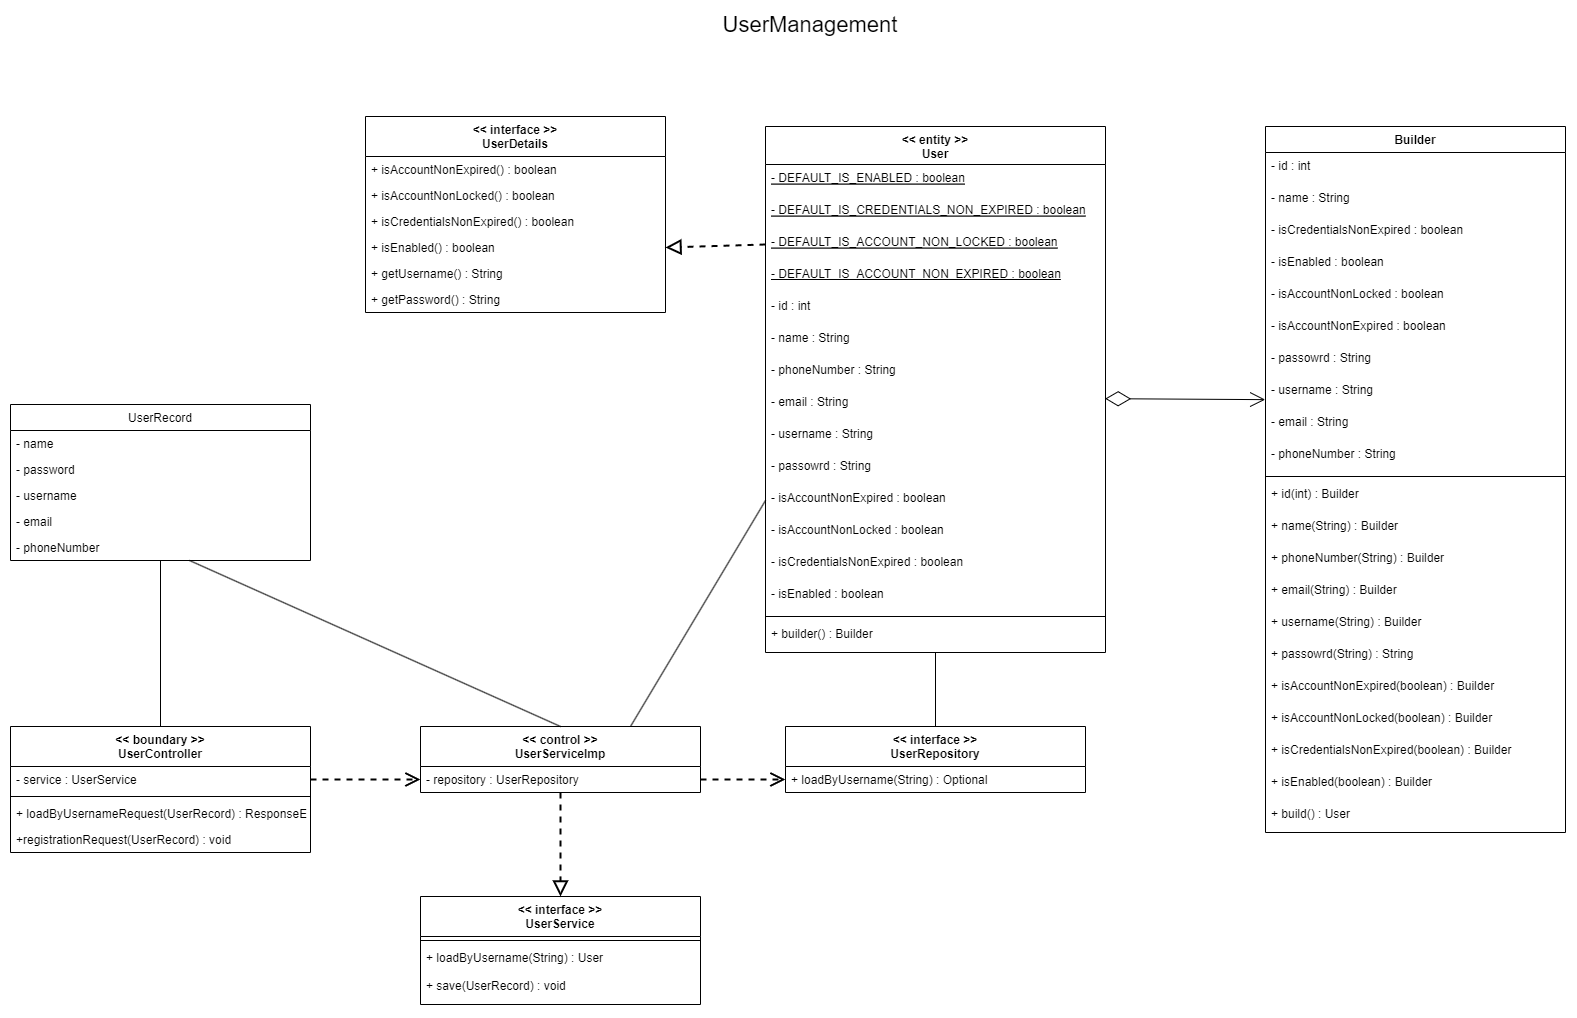 UserManagement
<< interface >>
UserDetails
+ isAccountNonExpired() : boolean
+ isAccountNonLocked() : boolean
+ isCredentialsNonExpired() : boolean
+ isEnabled() : boolean
+ getUsername() : String
+ getPassword() : String
<< entity >>
User
- DEFAULT_IS_ENABLED : boolean
- DEFAULT_IS_CREDENTIALS_NON_EXPIRED : boolean
- DEFAULT_IS_ACCOUNT_NON_LOCKED : boolean
- DEFAULT_IS_ACCOUNT_NON_EXPIRED : boolean
- id : int
- name : String
- phoneNumber : String
- email : String
- username : String
- passowrd : String
- isAccountNonExpired : boolean
- isAccountNonLocked : boolean
- isCredentialsNonExpired : boolean
- isEnabled : boolean
+ builder() : Builder
Builder
- id : int
- name : String
- isCredentialsNonExpired : boolean
- isEnabled : boolean
- isAccountNonLocked : boolean
- isAccountNonExpired : boolean
- passowrd : String
- username : String
- email : String
- phoneNumber : String
+ id(int) : Builder
+ name(String) : Builder
+ phoneNumber(String) : Builder
+ email(String) : Builder
+ username(String) : Builder
+ passowrd(String) : String
+ isAccountNonExpired(boolean) : Builder
+ isAccountNonLocked(boolean) : Builder
+ isCredentialsNonExpired(boolean) : Builder
+ isEnabled(boolean) : Builder
+ build() : User
UserRecord
- name
- password
- username
- email
- phoneNumber
<< boundary >>
UserController
- service : UserService
+ loadByUsernameRequest(UserRecord) : ResponseE
+registrationRequest(UserRecord) : void
<< control >>
UserServiceImp
- repository : UserRepository
<< interface >>
UserRepository
+ loadByUsername(String) : Optional
<< interface >>
UserService
+ loadByUsername(String) : User
+ save(UserRecord) : void